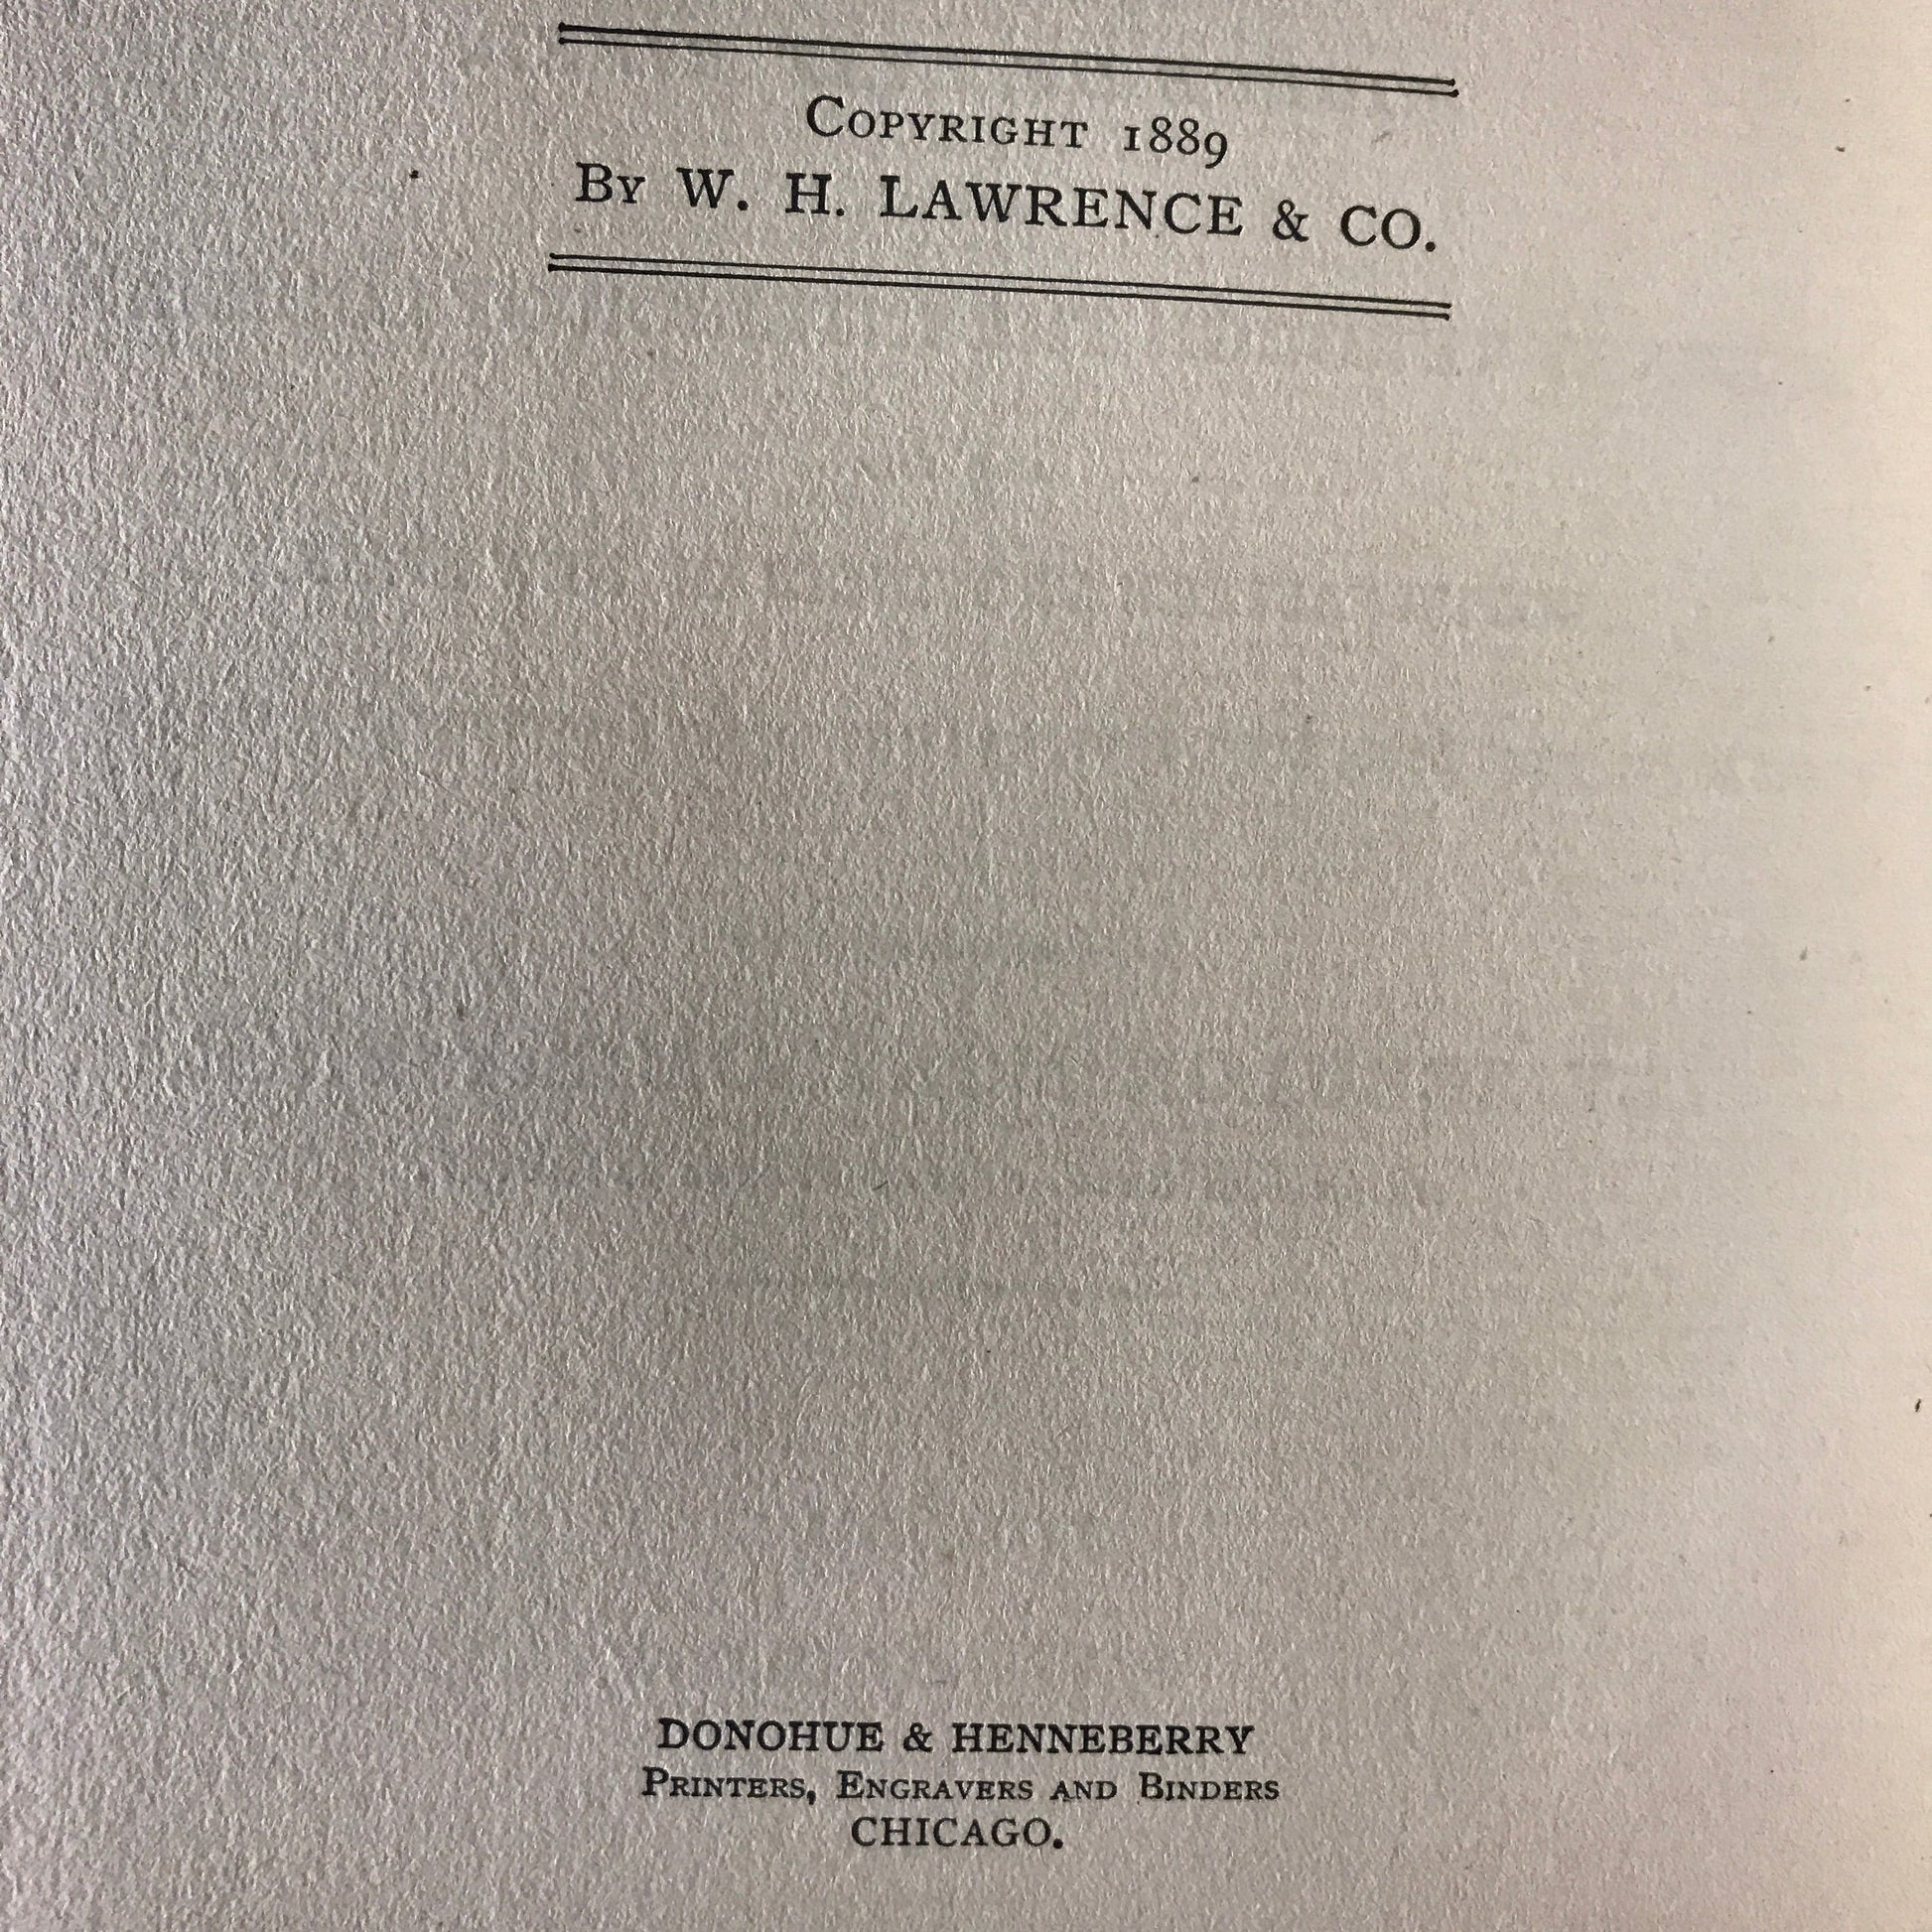 Copyright 1889
By W. H. LAWRENCE & CO.
DONOHUE & HENNEBERRY
Printers, Engravers and Binders
CHICAGO.